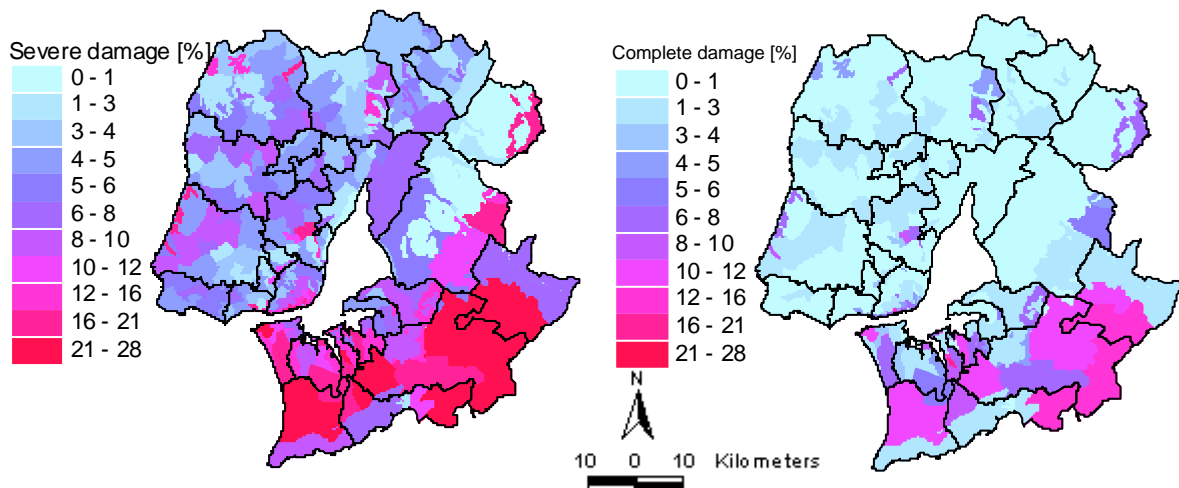 Severe damage [%]
0 - 1
1 - 3
3 - 4
4 - 5
5 - 6
6 - 8
8 - 10
10 - 12
12 - 16
16 - 21
21 - 28
Complete damage [%]
0 - 1
1 - 3
3 - 4
4 - 5
5 - 6
6 - 8
8 - 10
10 - 12
12 - 16
16 - 21
21 - 28
N
10 0 10 Kilometers